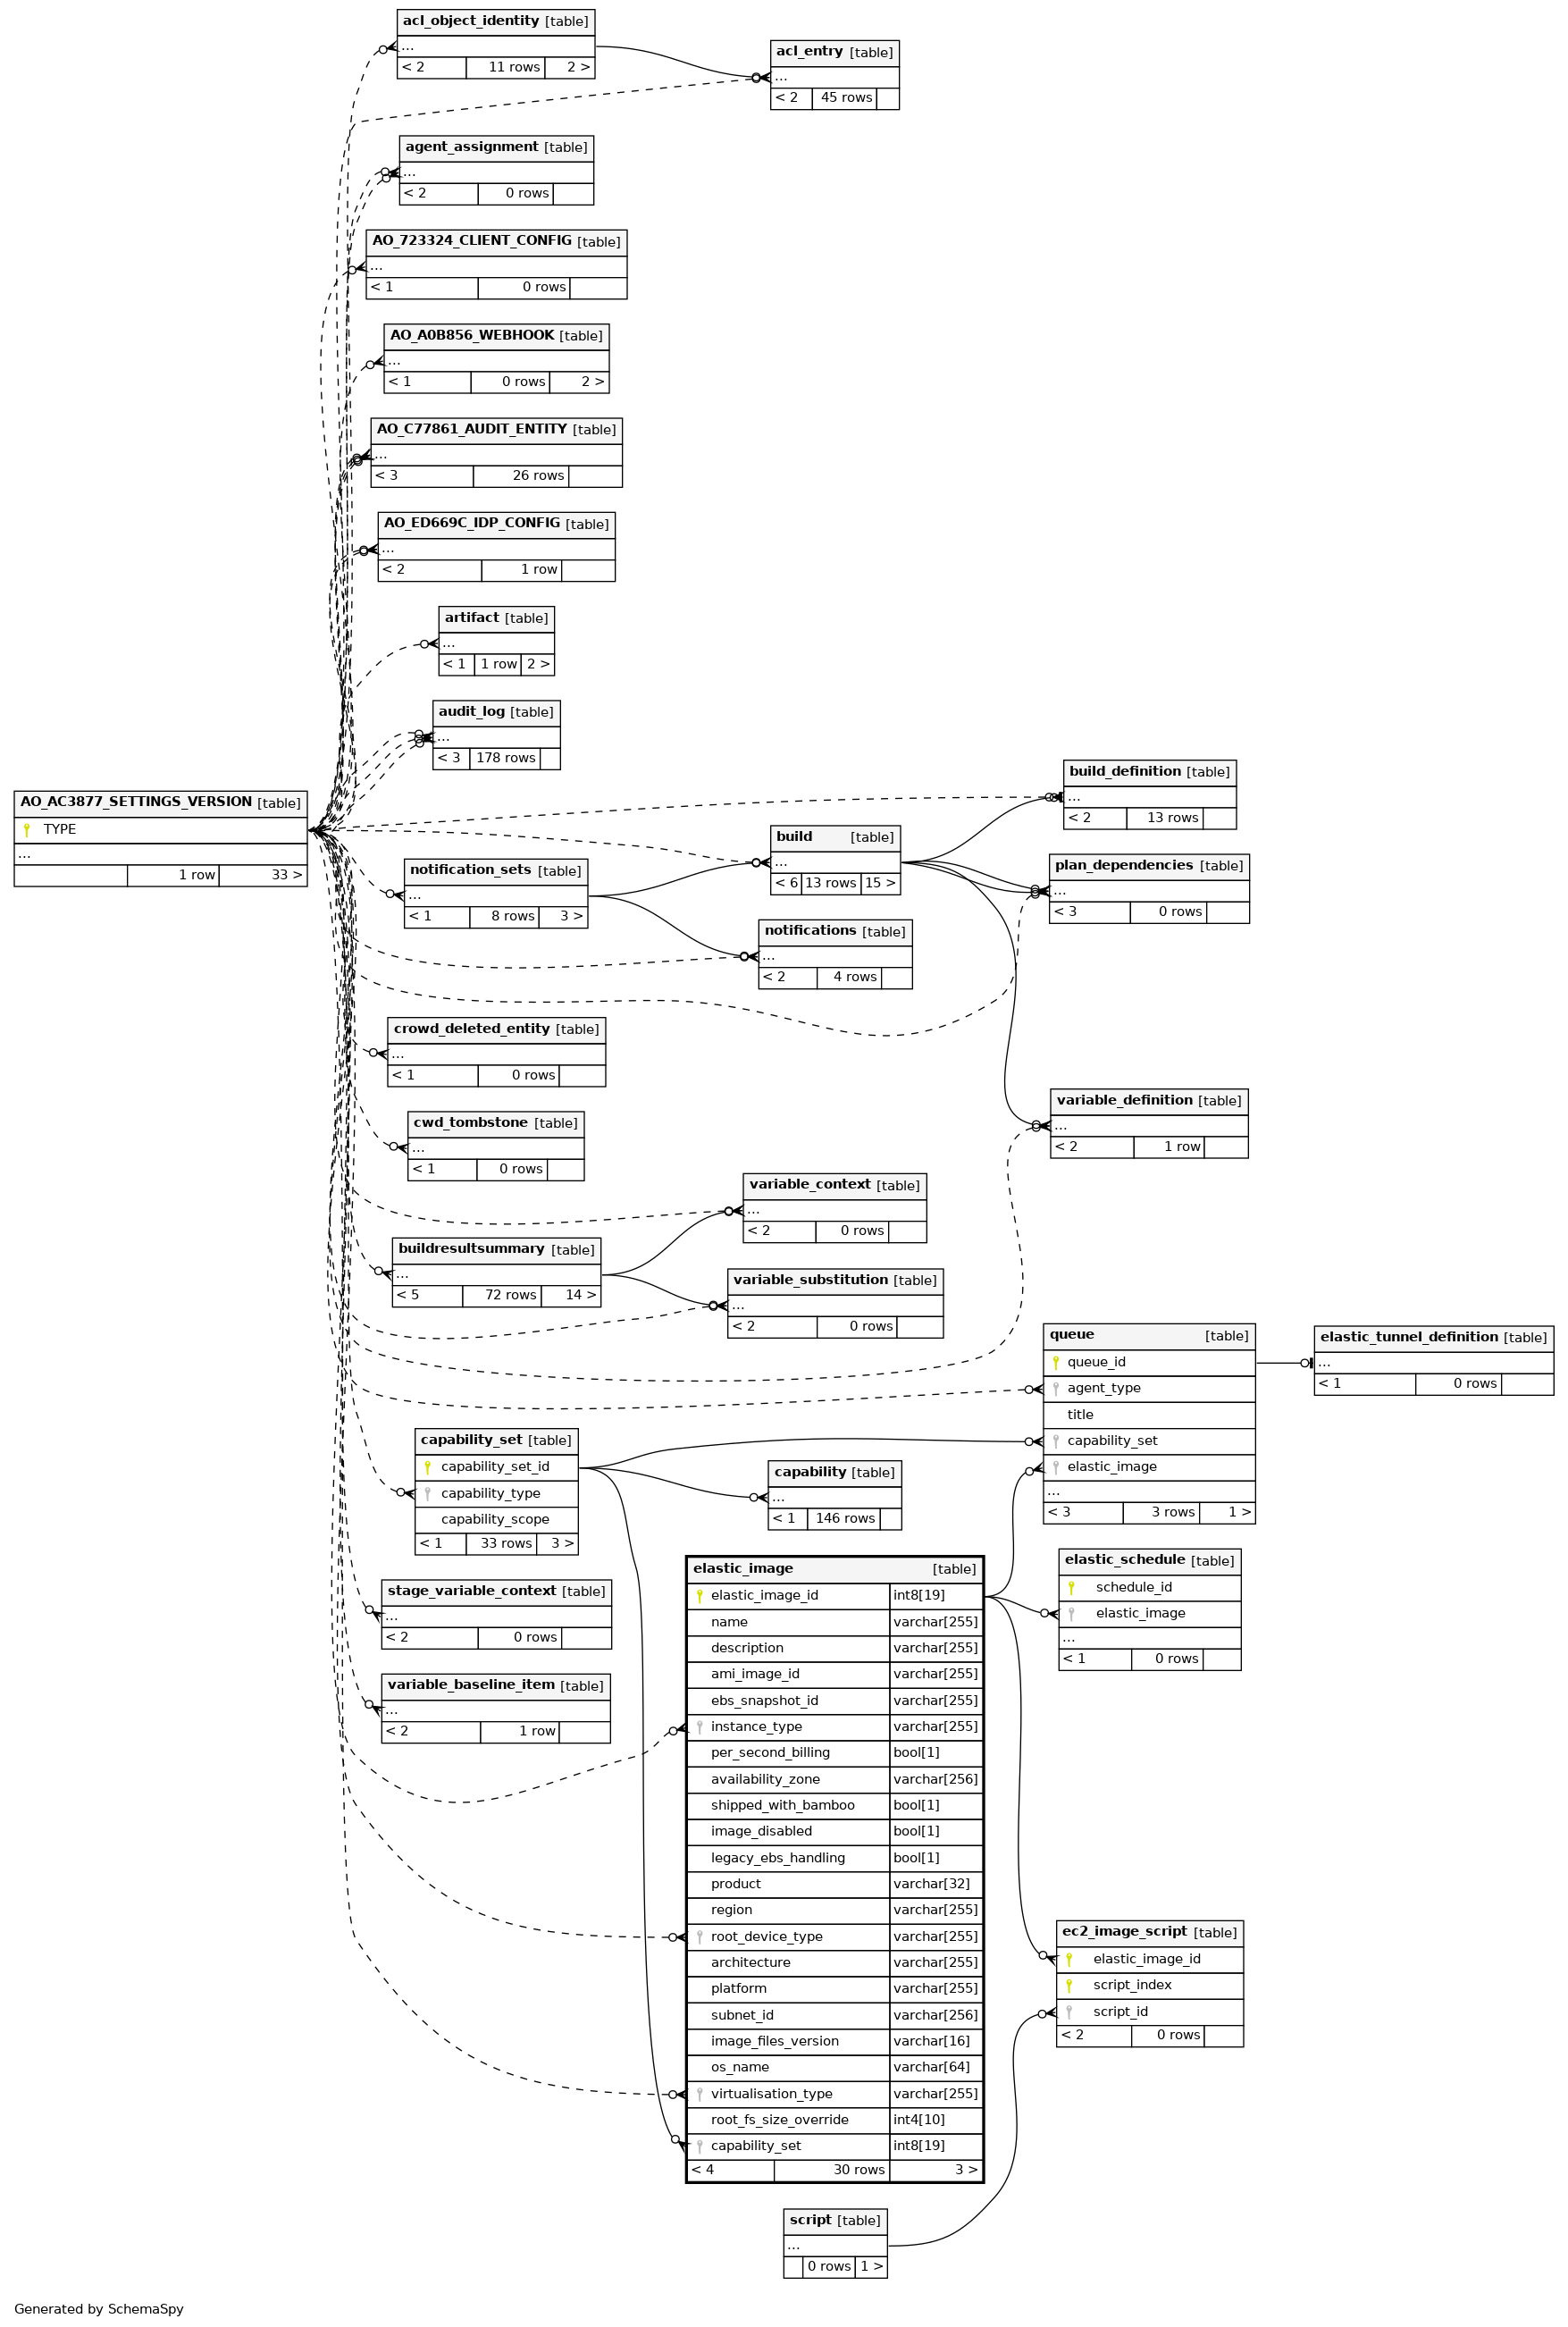 acl_object_identity [table]
...
< 2 11 rows 2 >
acl_entry [table]
...
< 2 45 rows
agent_assignment [table]
...
< 2 0 rows
AO_723324_CLIENT_CONFIG [table]
...
< 1 0 rows
AO_A0B856_WEBHOOK [table]
...
< 1 0 rows 2 >
AO_C77861_AUDIT_ENTITY [table]
...
< 3 26 rows
AO_ED669C_IDP_CONFIG [table]
...
< 2 1 row
artifact [table]
...
< 1 1 row 2 >
audit_log [table]
...
< 3 178 rows
AO_AC3877_SETTINGS_VERSION [table]
TYPE
...
1 row 33 >
build_definition [table]
...
< 2 13 rows
build [table]
...
< 6 13 rows 15 >
plan_dependencies [table]
...
< 3 0 rows
notification_sets [table]
...
< 1 8 rows 3 >
notifications [table]
...
< 2 4 rows
crowd_deleted_entity [table]
...
< 1 0 rows
variable_definition [table]
...
< 2 1 row
cwd_tombstone [table]
...
< 1 0 rows
variable_context [table]
...
< 2 0 rows
buildresultsummary [table]
...
< 5 72 rows 14 >
variable_substitution [table]
...
< 2 0 rows
queue [table]
queue_id
agent_type
title
capability_set
elastic_image
...
< 3 3 rows 1 >
elastic_tunnel_definition [table]
...
< 1 0 rows
capability_set [table]
capability_set_id
capability_type
capability_scope
< 1 33 rows 3 >
capability [table]
...
< 1 146 rows
elastic_image [table]
elastic_image_id int8[19]
name varchar[255]
description varchar[255]
ami_image_id varchar[255]
ebs_snapshot_id varchar[255]
instance_type varchar[255]
per_second_billing bool[1]
availability_zone varchar[256]
shipped_with_bamboo bool[1]
image_disabled bool[1]
legacy_ebs_handling bool[1]
product varchar[32]
region varchar[255]
root_device_type varchar[255]
architecture varchar[255]
platform varchar[255]
subnet_id varchar[256]
image_files_version varchar[16]
os_name varchar[64]
virtualisation_type varchar[255]
root_fs_size_override int4[10]
capability_set int8[19]
< 4 30 rows 3 >
elastic_schedule [table]
schedule_id
elastic_image
...
< 1 0 rows
stage_variable_context [table]
...
< 2 0 rows
variable_baseline_item [table]
...
< 2 1 row
ec2_image_script [table]
elastic_image_id
script_index
script_id
< 2 0 rows
script [table]
...
0 rows 1 >
Generated by SchemaSpy